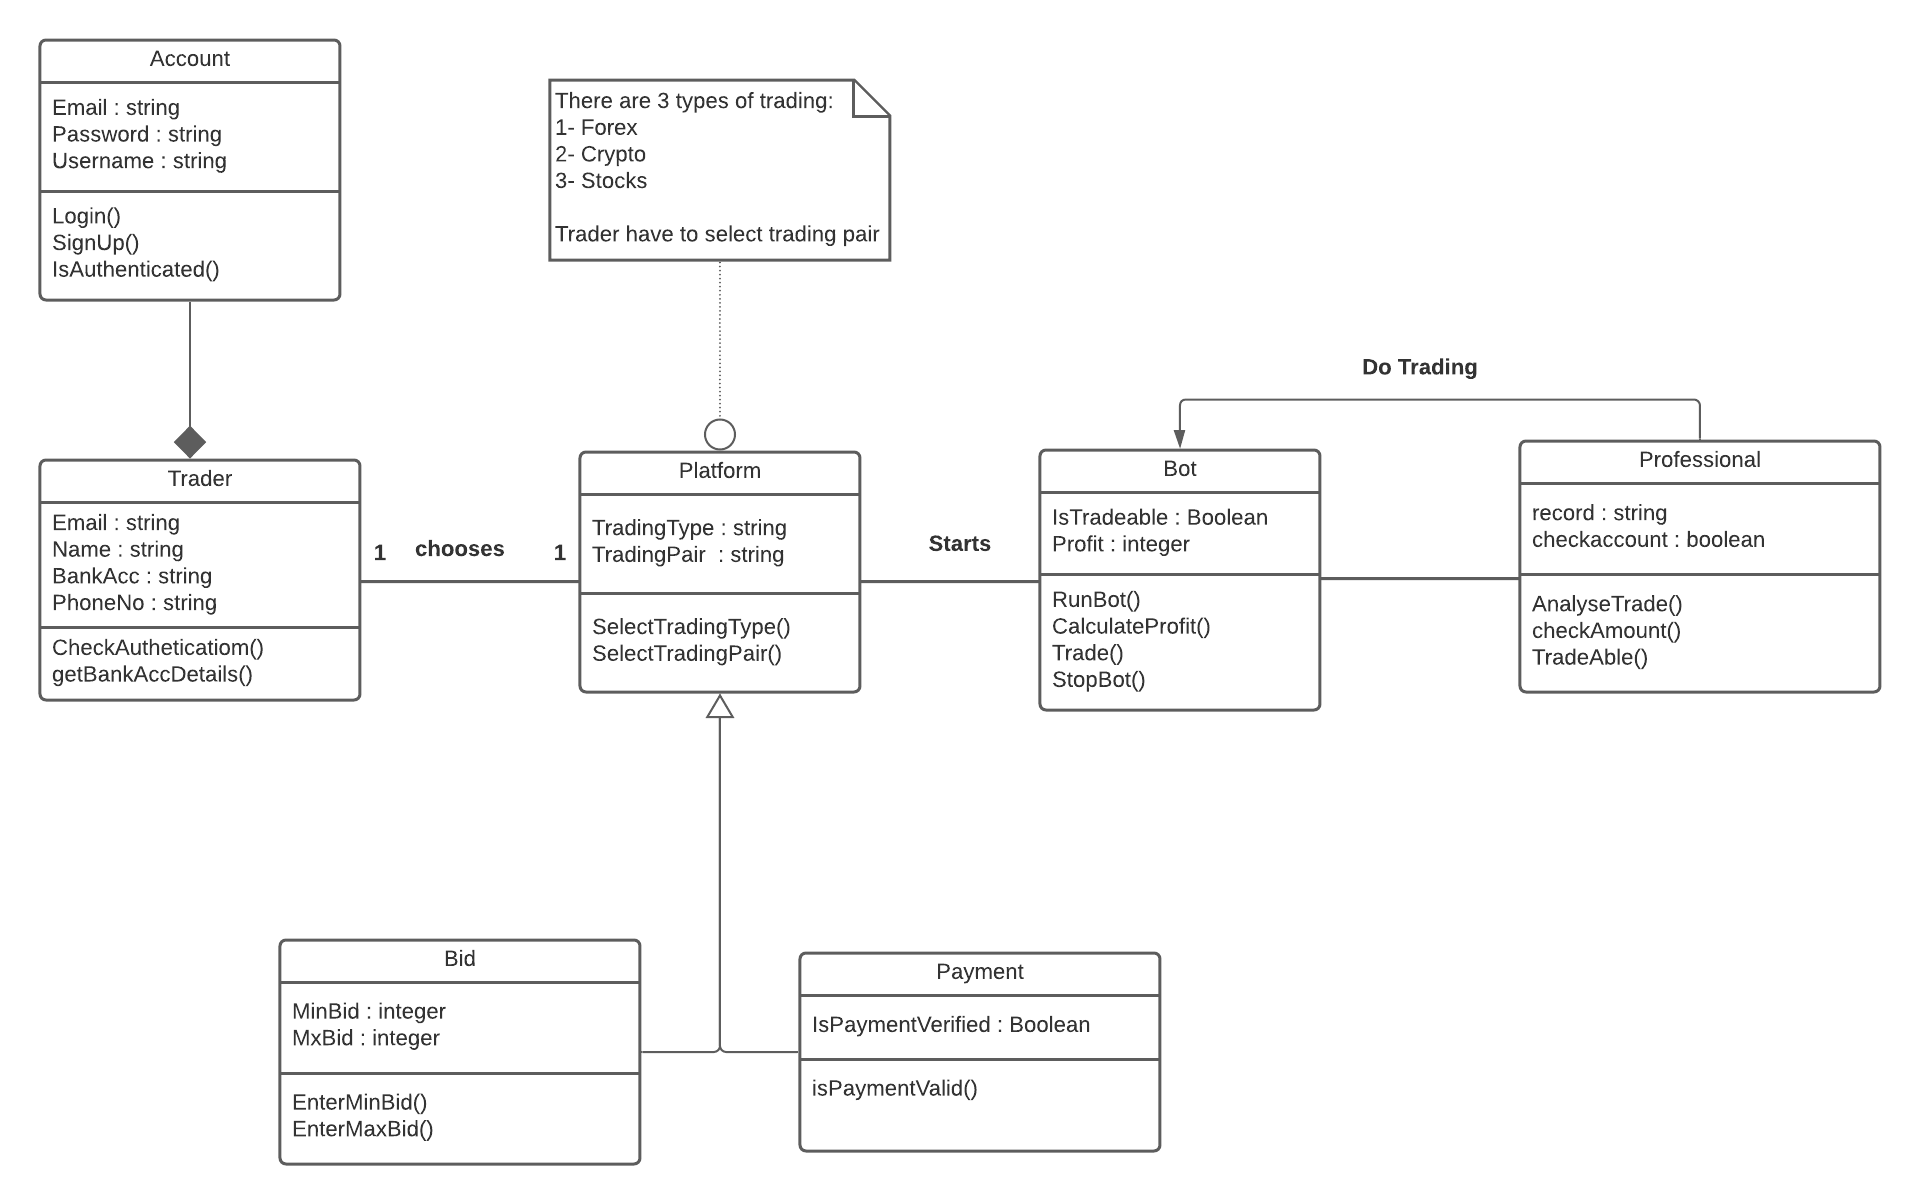 Account
Email : string
Password : string
Username : string
Login()
SignUp()
IsAuthenticated()
There are 3 types of trading:
1- Forex
2- Crypto
3- Stocks
Trader have to select trading pair
Do Trading
Trader
Email : string
Name : string
BankAcc : string
PhoneNo : string
CheckAutheticatiom()
getBankAccDetails()
1
chooses
1
Platform
TradingType : string
TradingPair  : string
SelectTradingType()
SelectTradingPair()
Starts
Bot
IsTradeable : Boolean
Profit : integer
RunBot()
CalculateProfit()
Trade()
StopBot()
Professional
record : string
checkaccount : boolean
AnalyseTrade()
checkAmount()
TradeAble()
Bid
MinBid : integer
MxBid : integer
EnterMinBid()
EnterMaxBid()
Payment
IsPaymentVerified : Boolean
isPaymentValid()